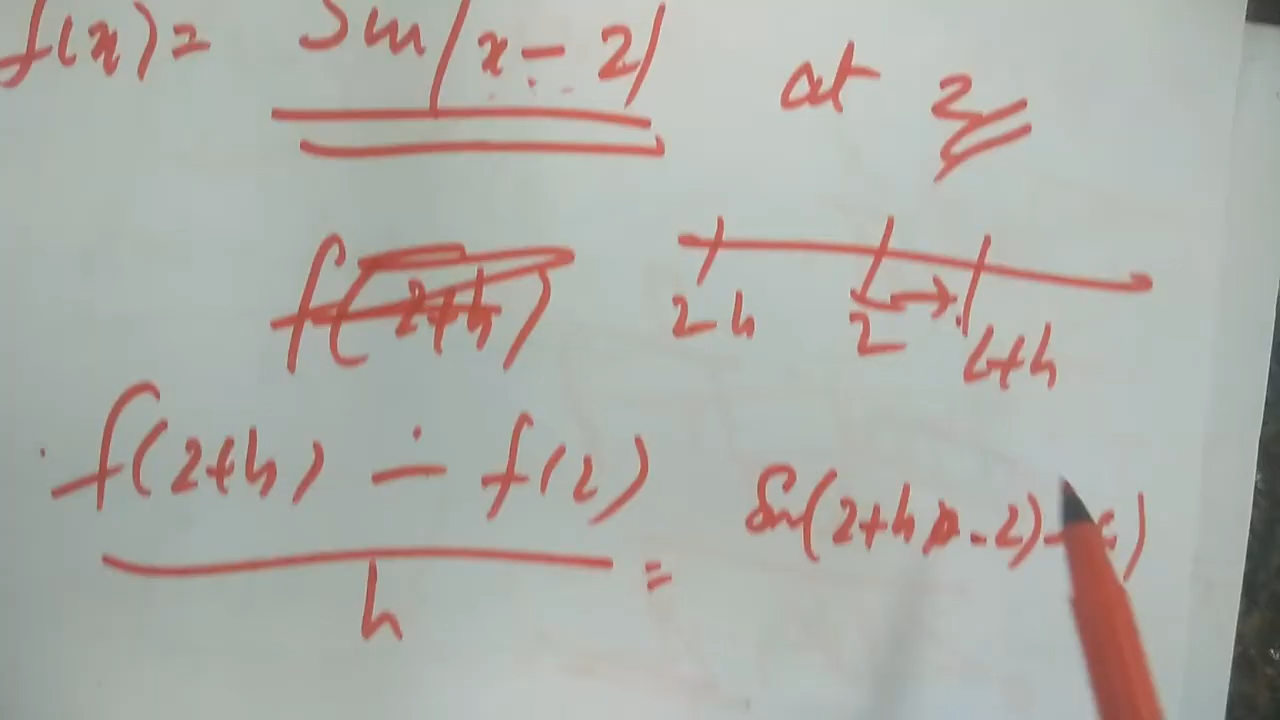 f(x) = Sin|x - 2| at 2
f(2+h)
2-h 2 2+h
f(2+h) - f(2)
h
= Sin(2+h - 2) -